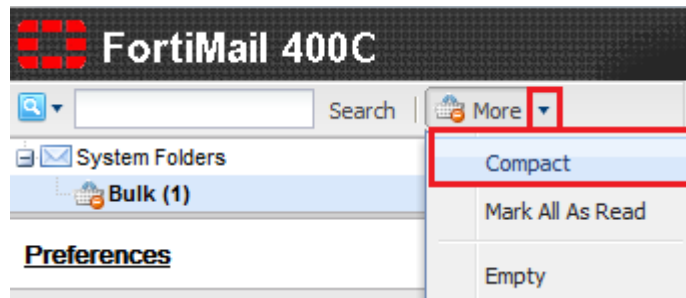 FortiMail 400C
Search | More
System Folders
Compact
Bulk (1)
Mark All As Read
Preferences
Empty